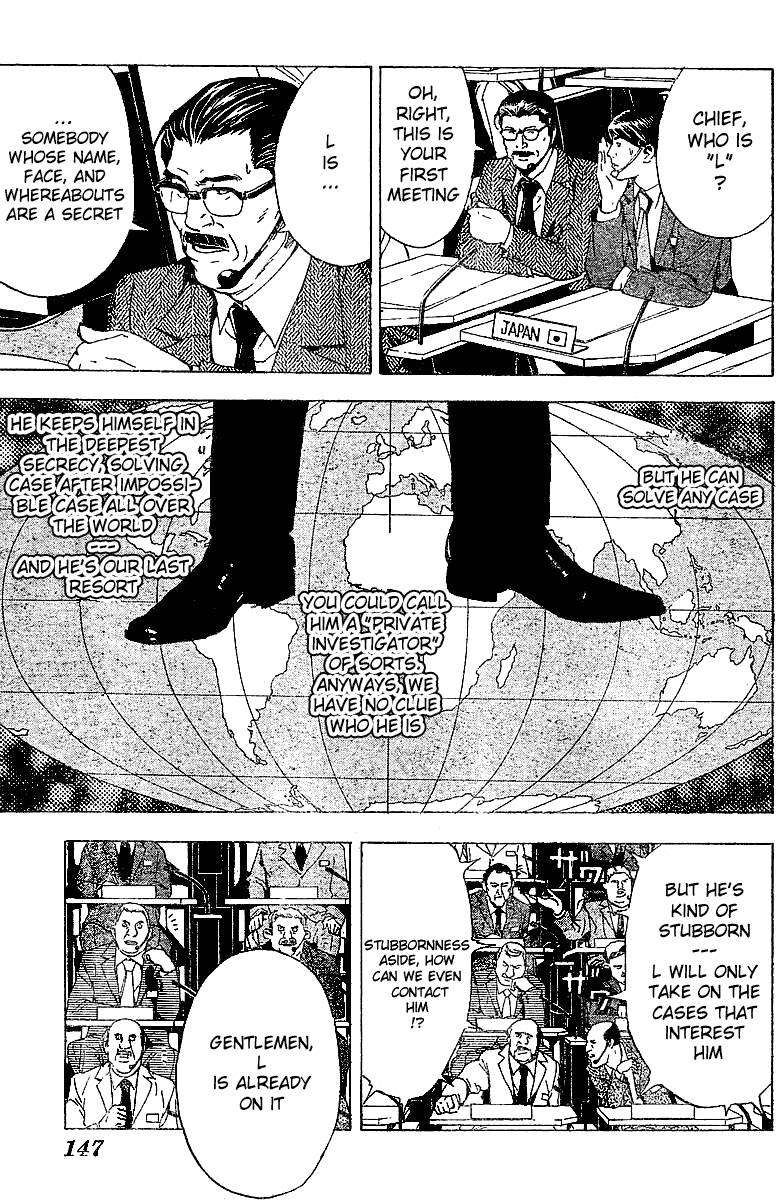 CHIEF,
WHO IS
"L"
?
OH,
RIGHT,
THIS IS
YOUR
FIRST
MEETING
JAPAN
L
IS
...
...
SOMEBODY
WHOSE NAME,
FACE, AND
WHEREABOUTS
ARE A SECRET
BUT HE CAN
SOLVE ANY CASE
YOU COULD CALL
HIM A "PRIVATE
INVESTIGATOR"
OF SORTS.
ANYWAYS, WE
HAVE NO CLUE
WHO HE IS
HE KEEPS HIMSELF IN
THE DEEPEST
SECRECY, SOLVING
CASE AFTER IMPOSSI-
BLE CASE ALL OVER
THE WORLD
---
AND HE'S OUR LAST
RESORT
BUT HE'S
KIND OF
STUBBORN
---
L WILL ONLY
TAKE ON THE
CASES THAT
INTEREST
HIM
ザワ
ザワ
STUBBORNNESS
ASIDE, HOW
CAN WE EVEN
CONTACT
HIM
!?
GENTLEMEN,
L
IS ALREADY
ON IT
147